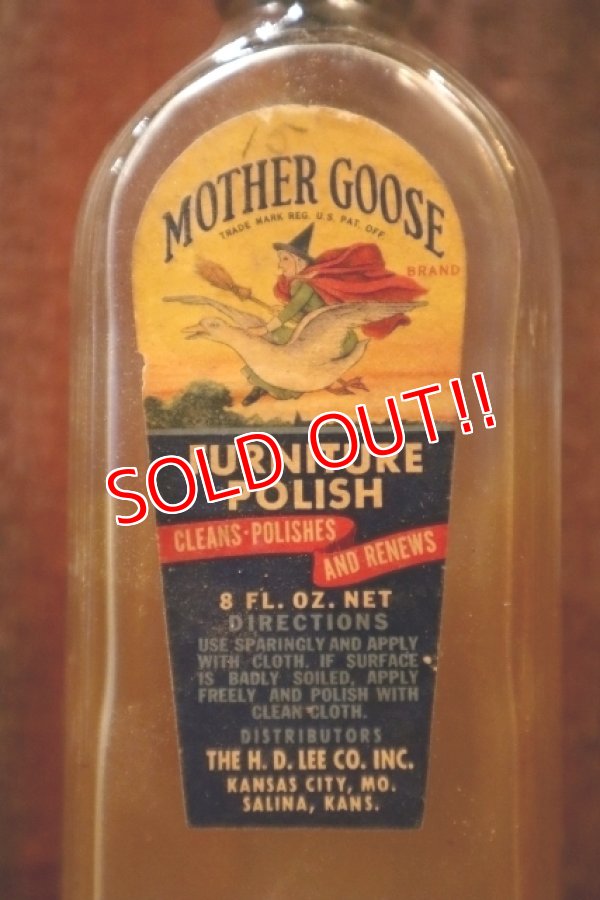 MOTHER GOOSE
TRADE MARK REG. U.S. PAT. OFF.
BRAND
SOLD OUT!!
FURNITURE
POLISH
CLEANS·POLISHES
AND RENEWS
8 FL. OZ. NET
DIRECTIONS
USE SPARINGLY AND APPLY
WITH CLOTH. IF SURFACE
IS BADLY SOILED, APPLY
FREELY AND POLISH WITH
CLEAN CLOTH.
DISTRIBUTORS
THE H. D. LEE CO. INC.
KANSAS CITY, MO.
SALINA, KANS.